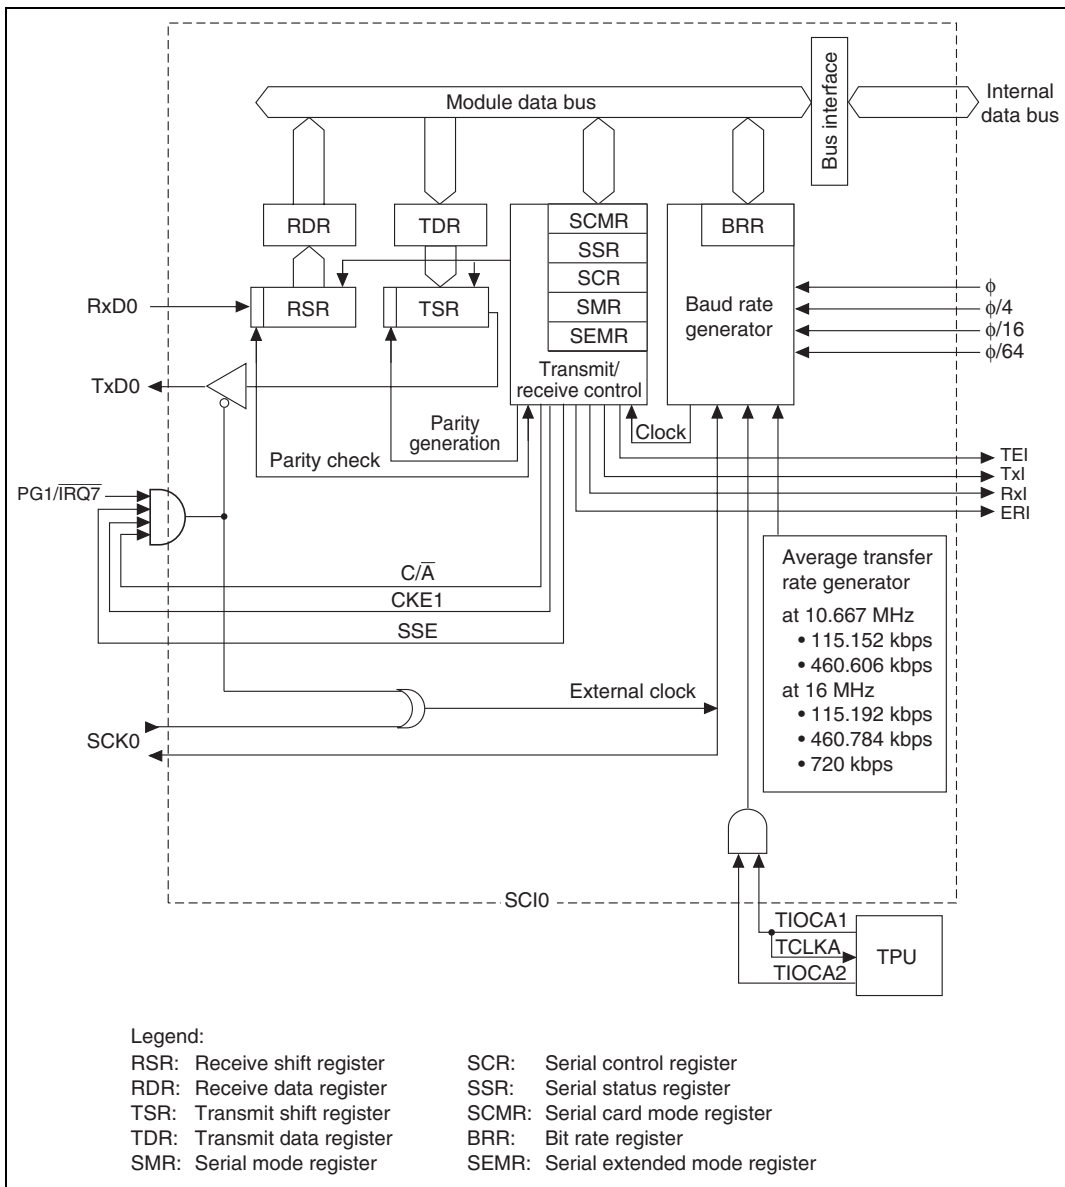 Module data bus
Bus interface
Internal
data bus
RDR
TDR
SCMR
BRR
SSR
SCR
RxD0
RSR
TSR
SMR
Baud rate
generator
ϕ
ϕ/4
ϕ/16
ϕ/64
SEMR
TxD0
Transmit/
receive control
Parity
generation
Clock
Parity check
TEI
TxI
RxI
ERI
PG1/I̅R̅Q̅7̅
C/A̅
CKE1
SSE
Average transfer
rate generator
at 10.667 MHz
• 115.152 kbps
• 460.606 kbps
at 16 MHz
• 115.192 kbps
• 460.784 kbps
• 720 kbps
External clock
SCK0
SCI0
TIOCA1
TCLKA
TIOCA2
TPU
Legend:
RSR: Receive shift register
RDR: Receive data register
TSR: Transmit shift register
TDR: Transmit data register
SMR: Serial mode register
SCR: Serial control register
SSR: Serial status register
SCMR: Serial card mode register
BRR: Bit rate register
SEMR: Serial extended mode register